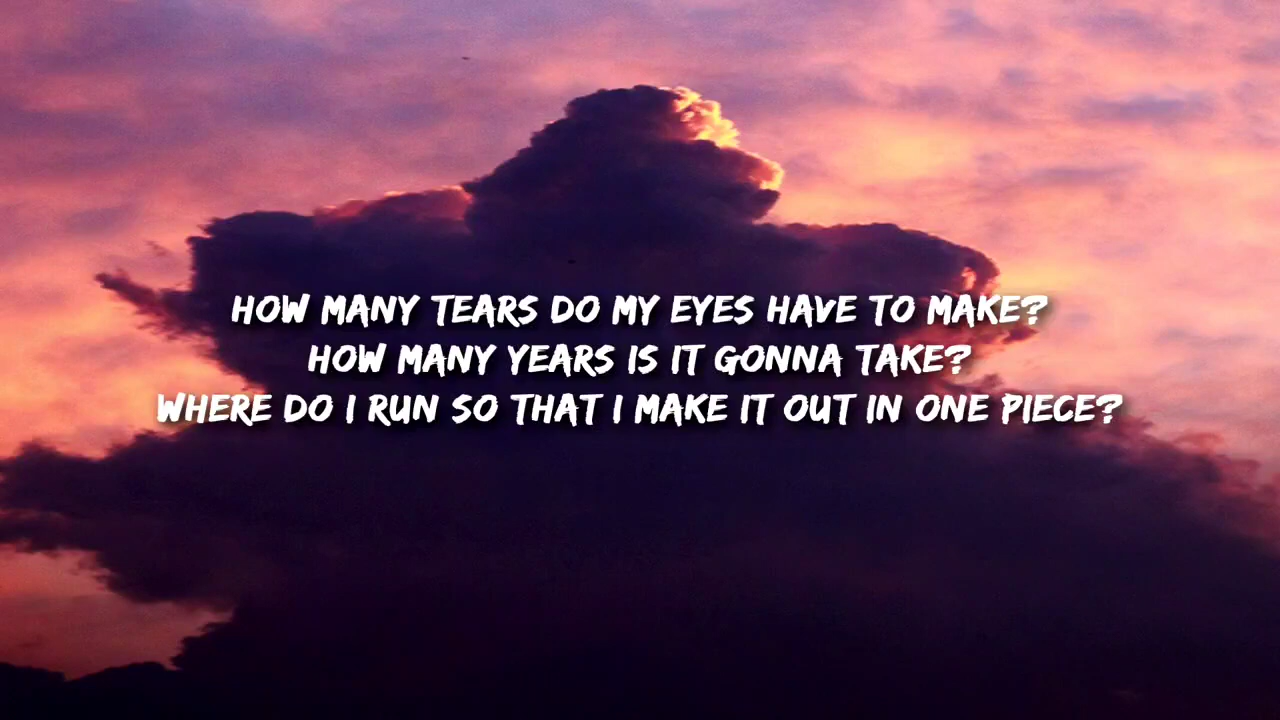 HOW MANY TEARS DO MY EYES HAVE TO MAKE?
HOW MANY YEARS IS IT GONNA TAKE?
WHERE DO I RUN SO THAT I MAKE IT OUT IN ONE PIECE?